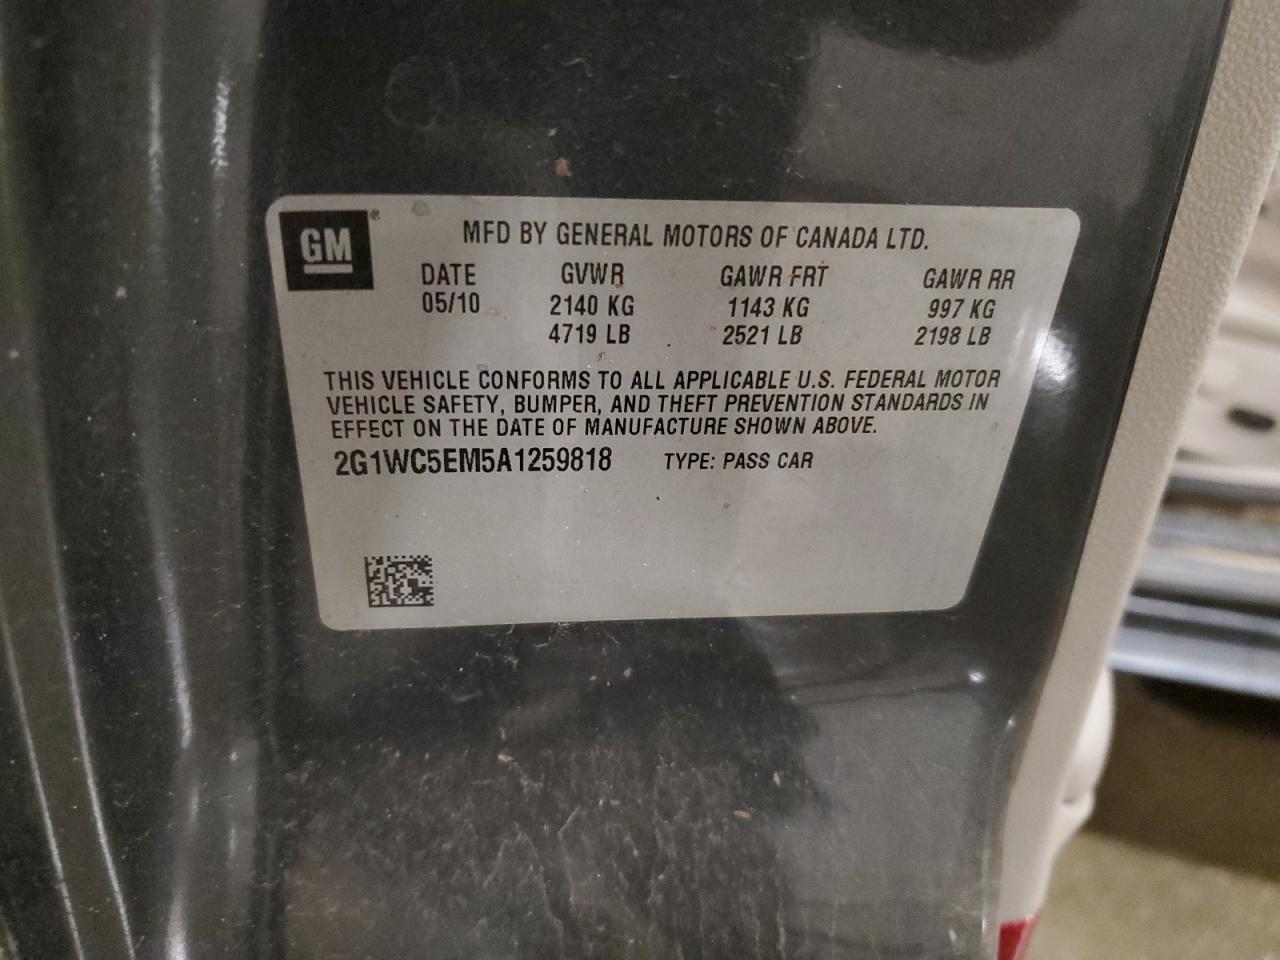 GM
MFD BY GENERAL MOTORS OF CANADA LTD.
DATE GVWR GAWR FRT GAWR RR
05/10 2140 KG 1143 KG 997 KG
4719 LB 2521 LB 2198 LB
THIS VEHICLE CONFORMS TO ALL APPLICABLE U.S. FEDERAL MOTOR
VEHICLE SAFETY, BUMPER, AND THEFT PREVENTION STANDARDS IN
EFFECT ON THE DATE OF MANUFACTURE SHOWN ABOVE.
2G1WC5EM5A1259818 TYPE: PASS CAR